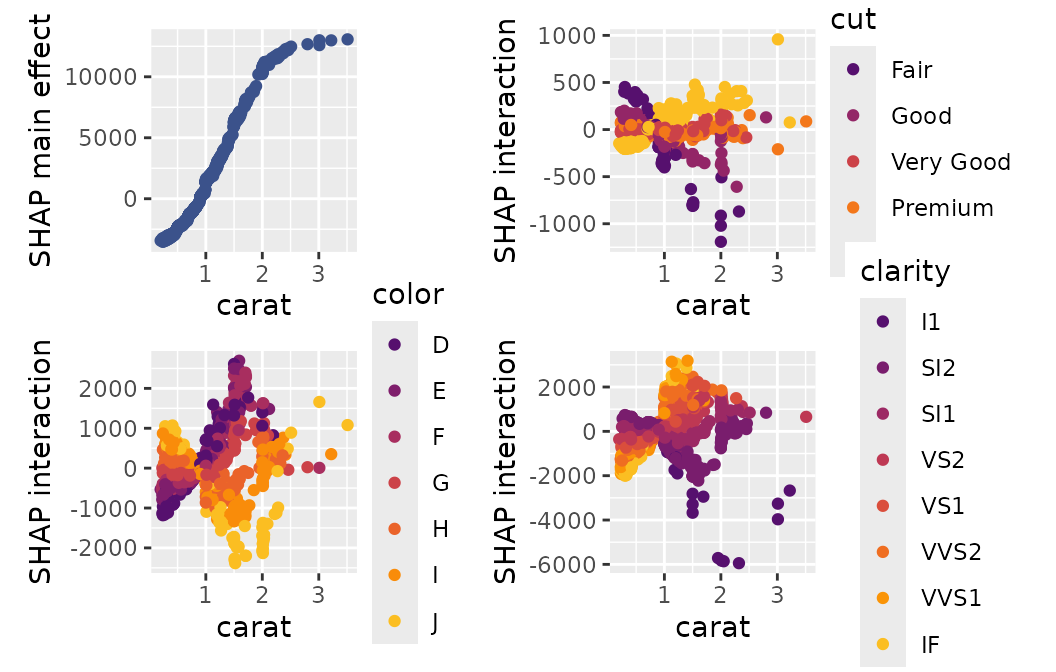 SHAP main effect
10000
5000
0
1
2
3
carat
SHAP interaction
1000
500
0
-500
-1000
1
2
3
carat
cut
Fair
Good
Very Good
Premium
SHAP interaction
2000
1000
0
-1000
-2000
1
2
3
carat
color
D
E
F
G
H
I
J
SHAP interaction
2000
0
-2000
-4000
-6000
1
2
3
carat
clarity
I1
SI2
SI1
VS2
VS1
VVS2
VVS1
IF